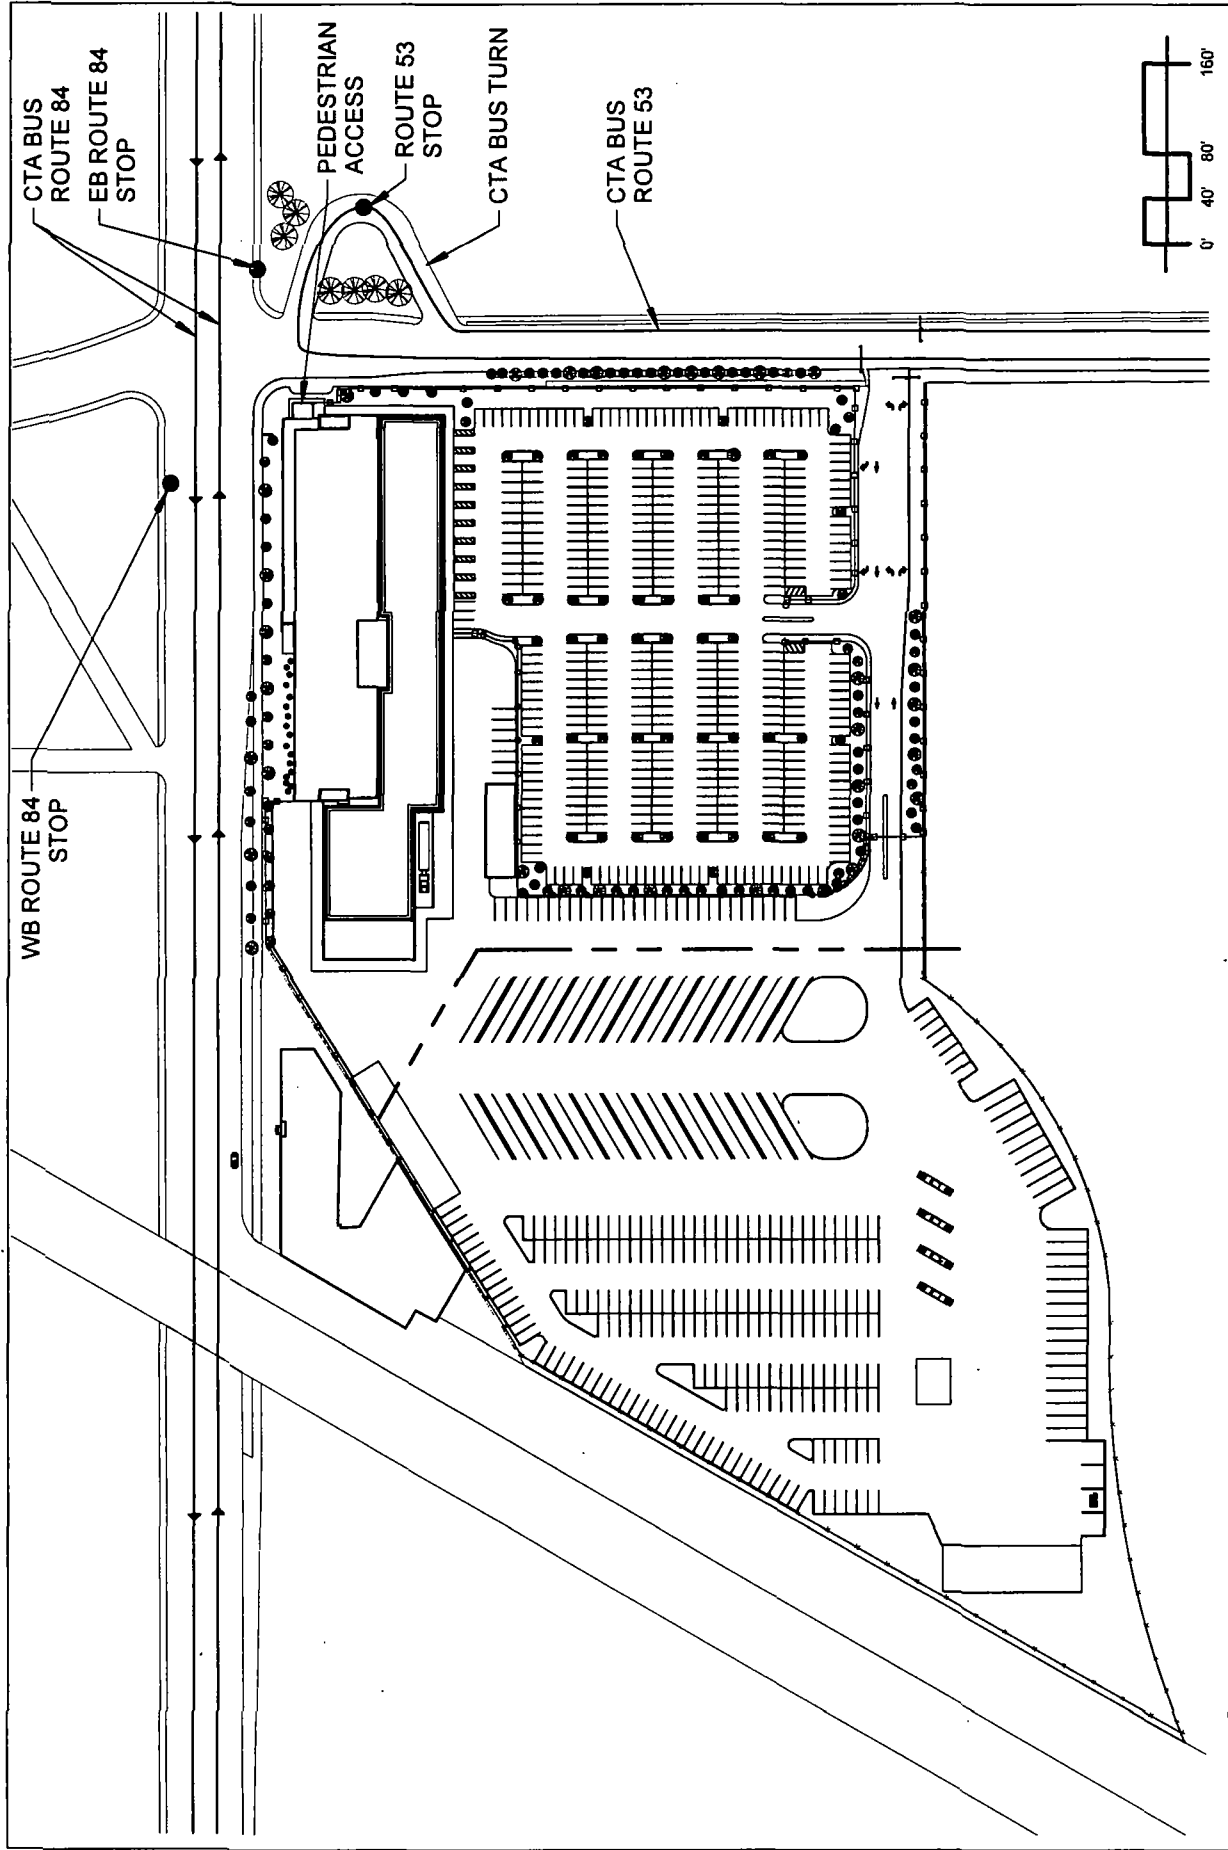 WB ROUTE 84
STOP
CTA BUS
ROUTE 84
EB ROUTE 84
STOP
PEDESTRIAN
ACCESS
ROUTE 53
STOP
CTA BUS TURN
CTA BUS
ROUTE 53
0'
40'
80'
160'